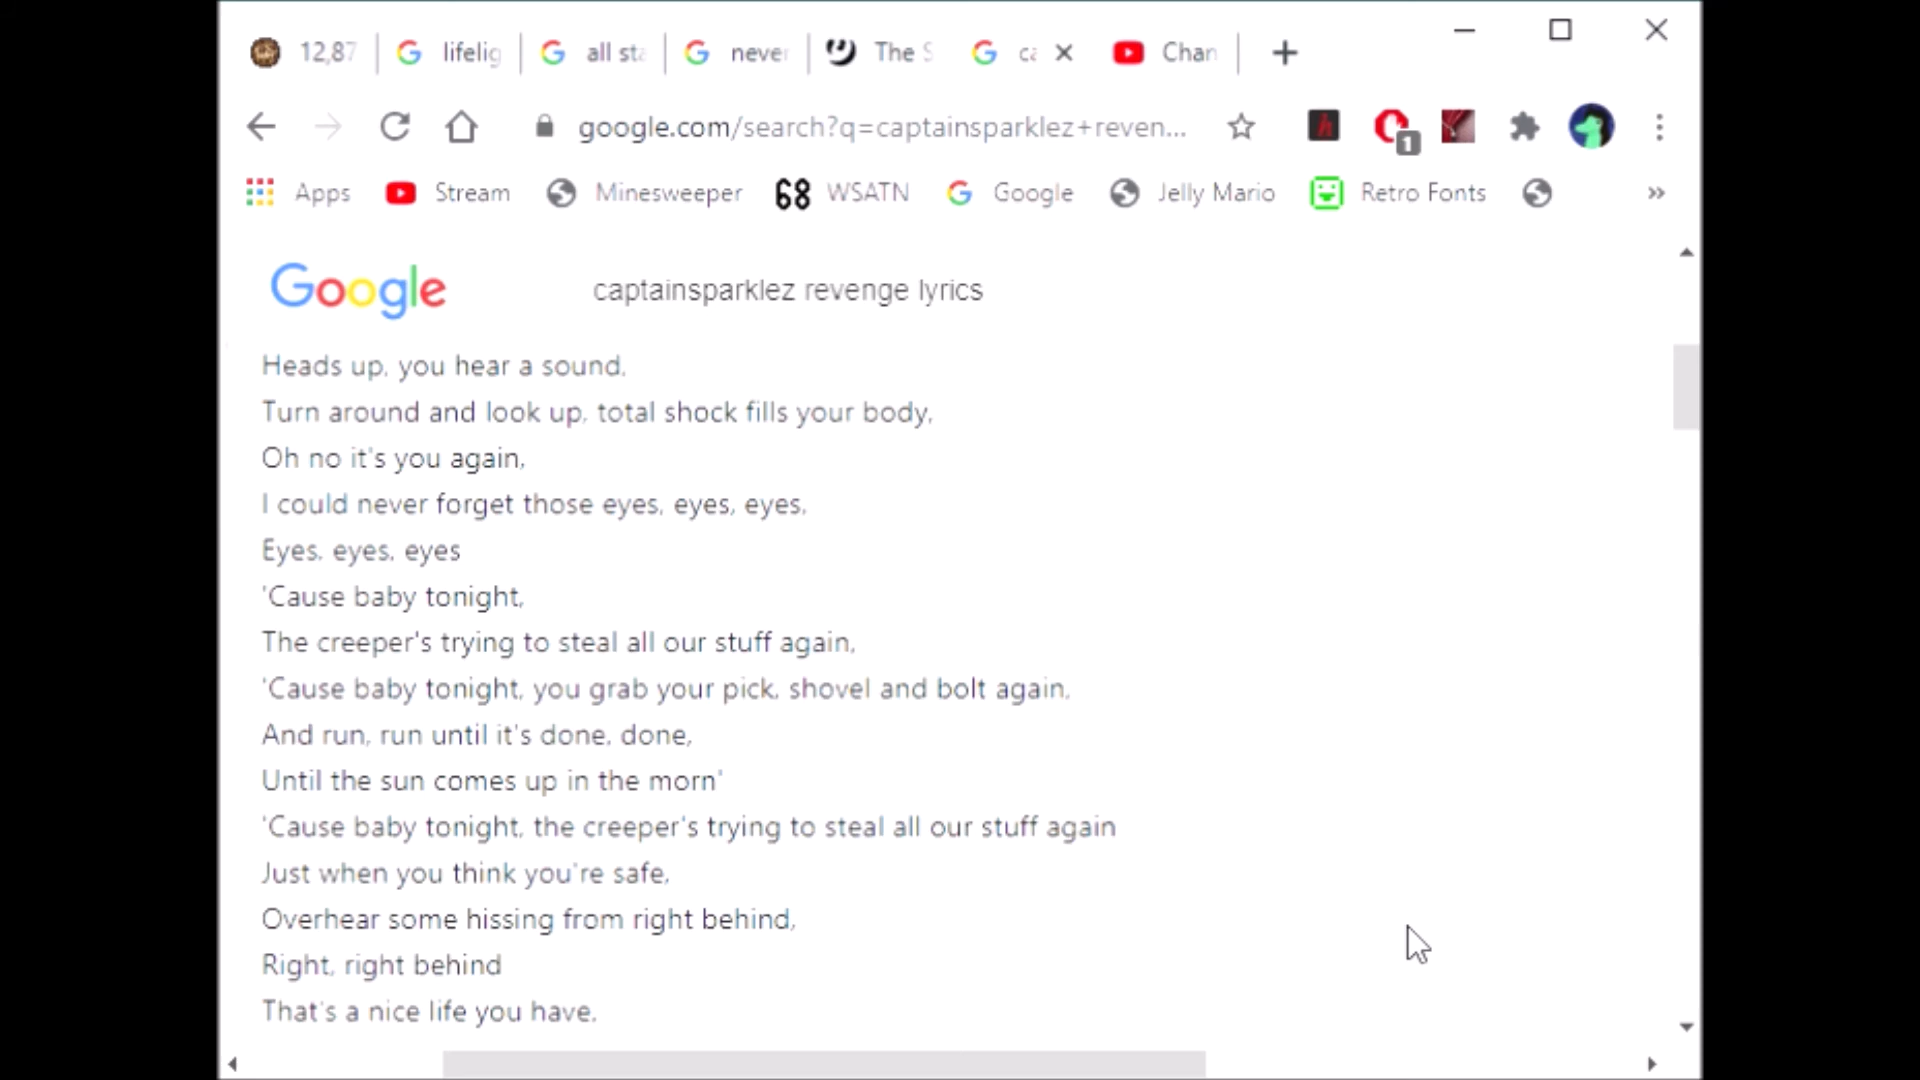 12,87
lifelig
all sta
never
The S
ca
Chan
google.com/search?q=captainsparklez+reven...
1
Apps
Stream
Minesweeper
68 WSATN
Google
Jelly Mario
Retro Fonts
»
Google
captainsparklez revenge lyrics
Heads up, you hear a sound,
Turn around and look up, total shock fills your body,
Oh no it's you again,
I could never forget those eyes, eyes, eyes,
Eyes, eyes, eyes
'Cause baby tonight,
The creeper's trying to steal all our stuff again,
'Cause baby tonight, you grab your pick, shovel and bolt again,
And run, run until it's done, done,
Until the sun comes up in the morn'
'Cause baby tonight, the creeper's trying to steal all our stuff again
Just when you think you're safe,
Overhear some hissing from right behind,
Right, right behind
That's a nice life you have,